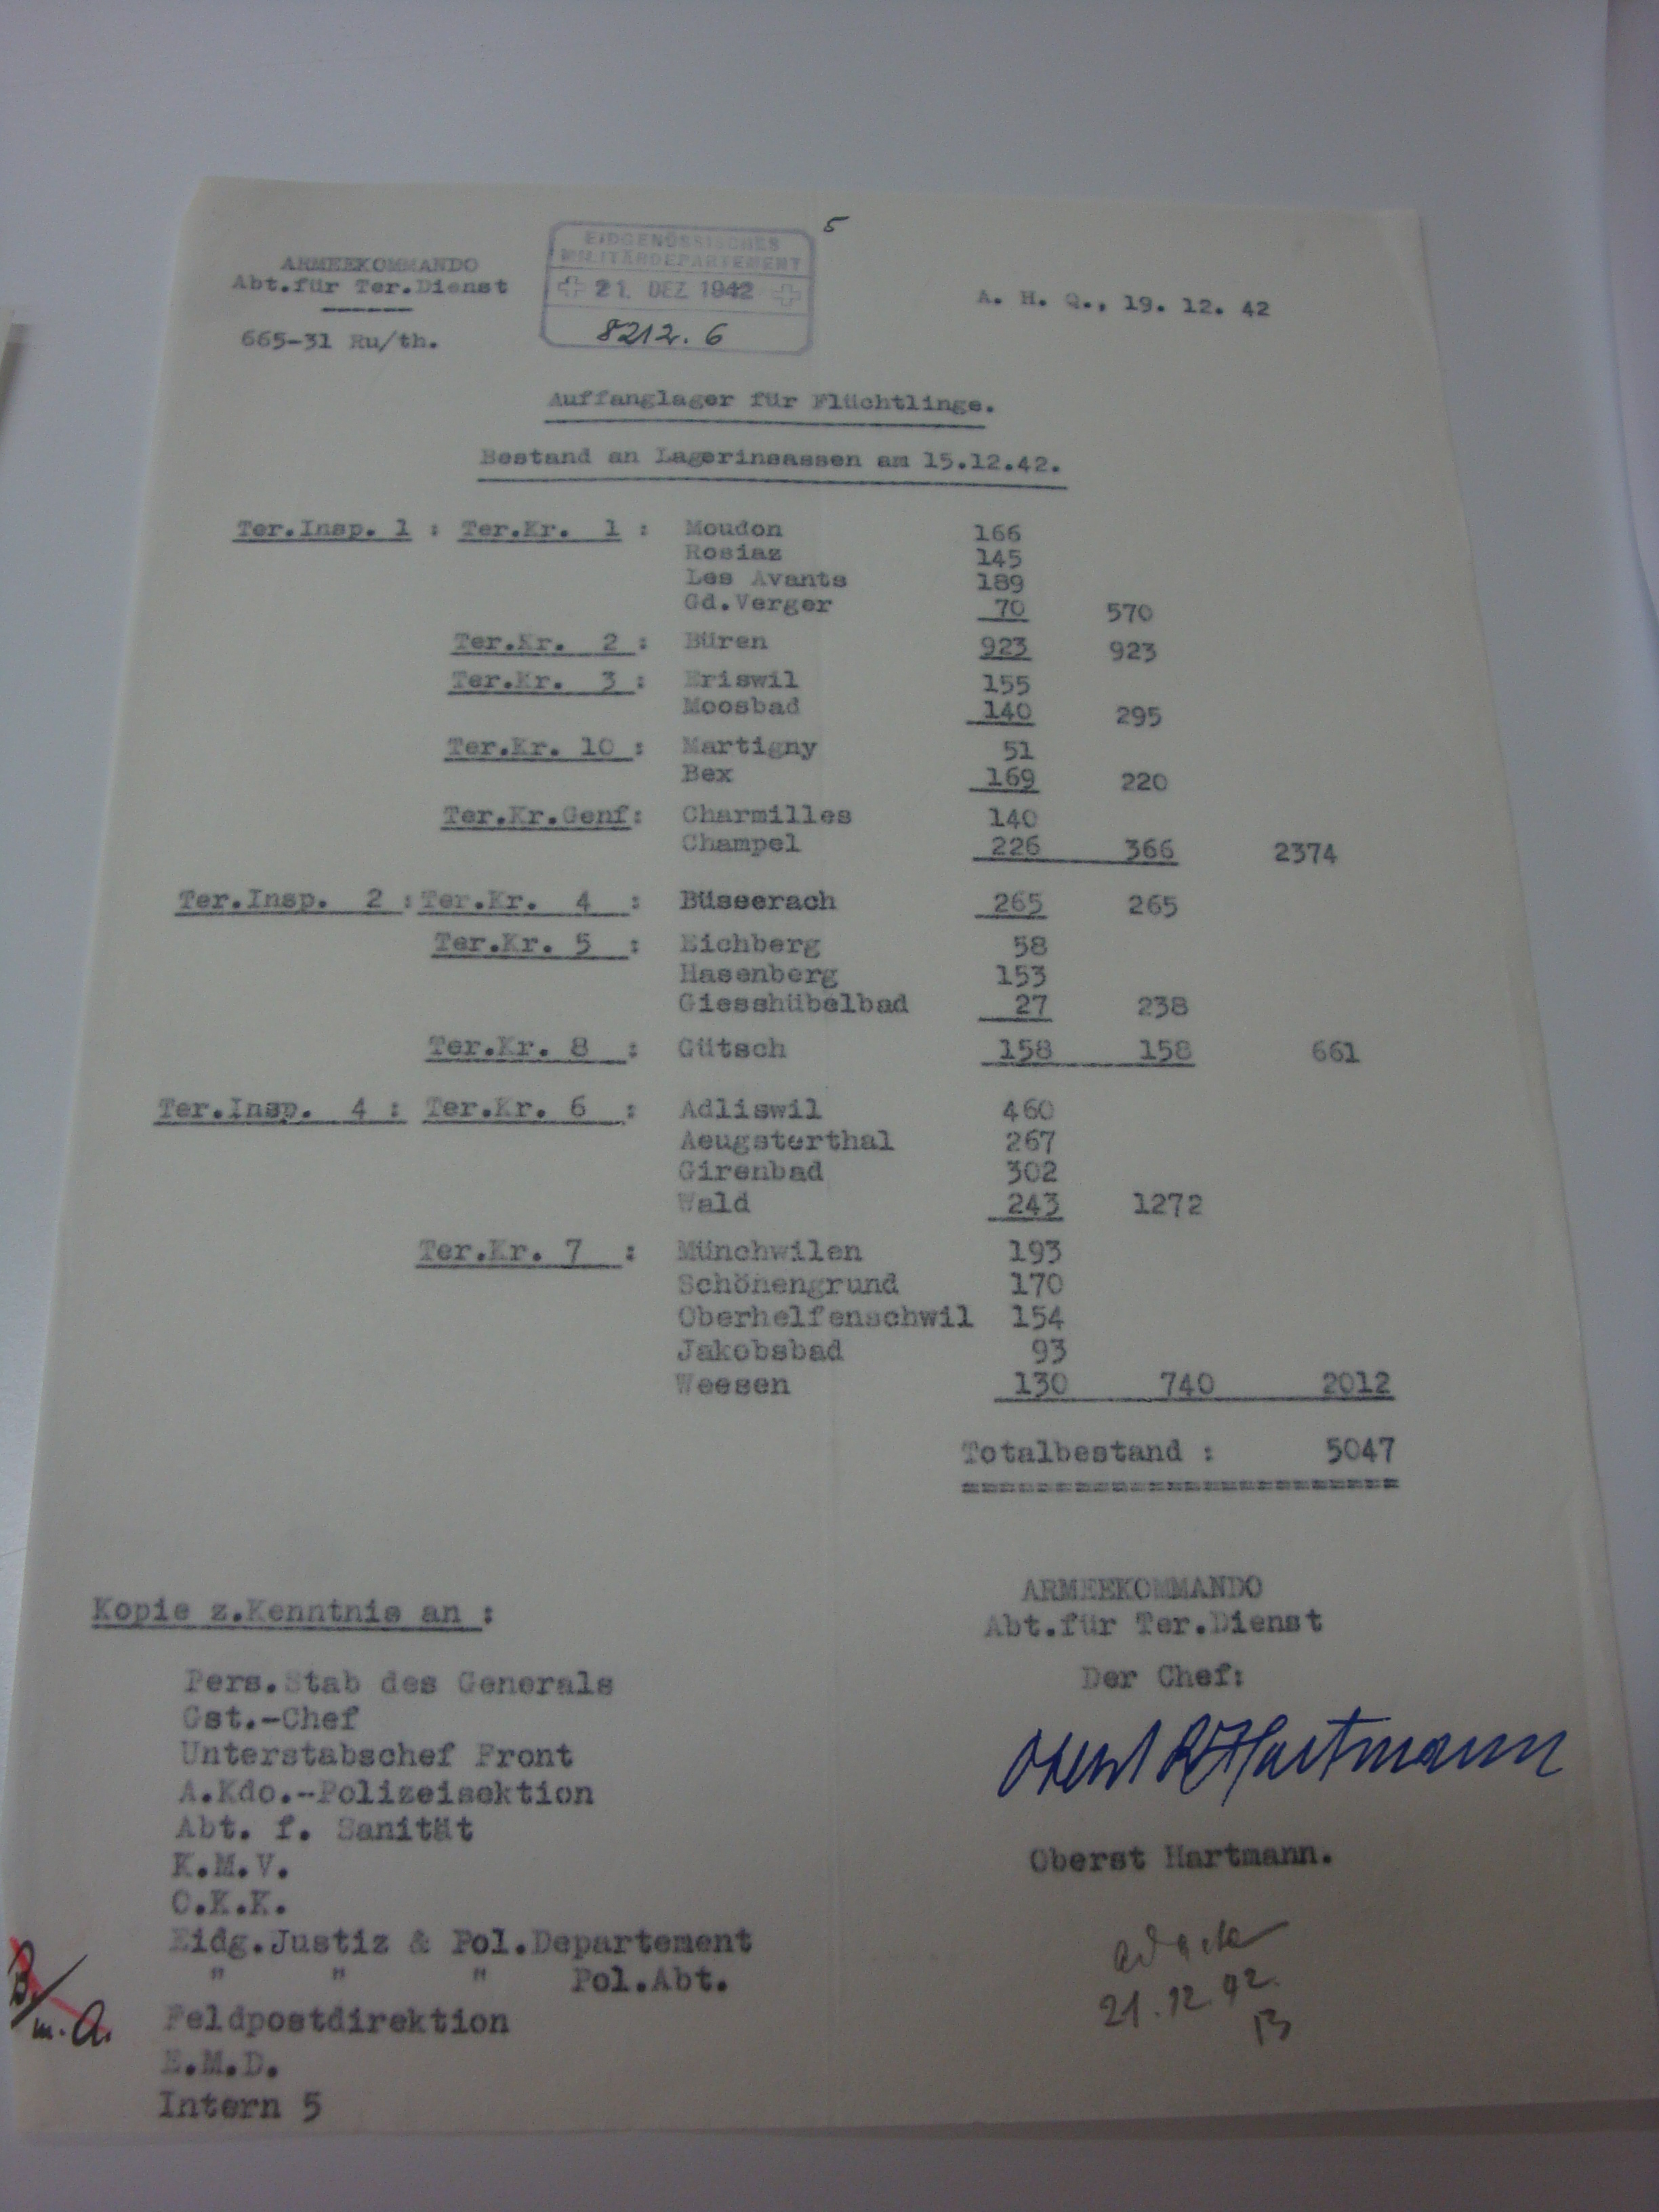 5
EIDGENÖSSISCHES
MILITÄRDEPARTEMENT
21. DEZ 1942
8212. 6
ARMEEKOMMANDO
Abt.für Ter.Dienst
A. H. Q., 19. 12. 42
665-31 Ru/th.
Auffanglager für Flüchtlinge.
Bestand an Lagerinsassen am 15.12.42.
Ter.Insp. 1 : Ter.Kr. 1 : Moudon 166
Rosiaz 145
Les Avants 189
Gd.Verger 70 570
Ter.Kr. 2 : Büren 923 923
Ter.Kr. 3 : Eriswil 155
Moosbad 140 295
Ter.Kr. 10 : Martigny 51
Bex 169 220
Ter.Kr.Genf: Charmilles 140
Champel 226 366 2374
Ter.Insp. 2 : Ter.Kr. 4 : Büsserach 265 265
Ter.Kr. 5 : Eichberg 58
Hasenberg 153
Giesshübelbad 27 238
Ter.Kr. 8 : Gütsch 158 158 661
Ter.Insp. 4 : Ter.Kr. 6 : Adliswil 460
Aeugsterthal 267
Girenbad 302
Wald 243 1272
Ter.Kr. 7 : Münchwilen 193
Schönengrund 170
Oberhelfenschwil 154
Jakobsbad 93
Weesen 130 740 2012
Totalbestand : 5047
Kopie z.Kenntnis an :
Pers.Stab des Generals
Gst.-Chef
Unterstabschef Front
A.Kdo.-Polizeisektion
Abt. f. Sanität
K.M.V.
O.K.K.
Eidg.Justiz & Pol.Departement
" " " Pol.Abt.
Feldpostdirektion
E.M.D.
Intern 5
ARMEEKOMMANDO
Abt.für Ter.Dienst
Der Chef:
Oberst Hartmann
Oberst Hartmann.
21.12.42.
B
B/m.A.